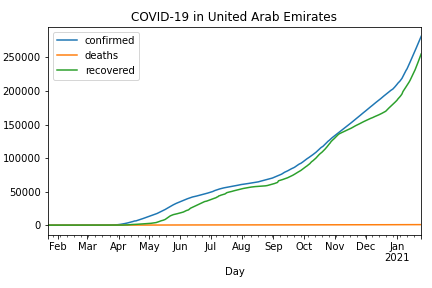 COVID-19 in United Arab Emirates
confirmed
deaths
recovered
250000
200000
150000
100000
50000
0
Feb Mar Apr May Jun Jul Aug Sep Oct Nov Dec Jan
2021
Day